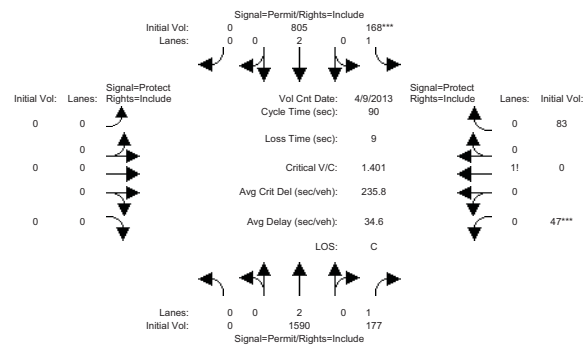 Signal=Permit/Rights=Include
Initial Vol: 0 805 168***
Lanes: 0 0 2 0 1
Signal=Protect
Initial Vol: Lanes: Rights=Include
Vol Cnt Date: 4/9/2013
Signal=Protect
Rights=Include Lanes: Initial Vol:
Cycle Time (sec): 90
0 0
0 83
Loss Time (sec): 9
0
0
0 0
Critical V/C: 1.401
1! 0
0
Avg Crit Del (sec/veh): 235.8
0
0 0
Avg Delay (sec/veh): 34.6
0 47***
LOS: C
Lanes: 0 0 2 0 1
Initial Vol: 0 1590 177
Signal=Permit/Rights=Include